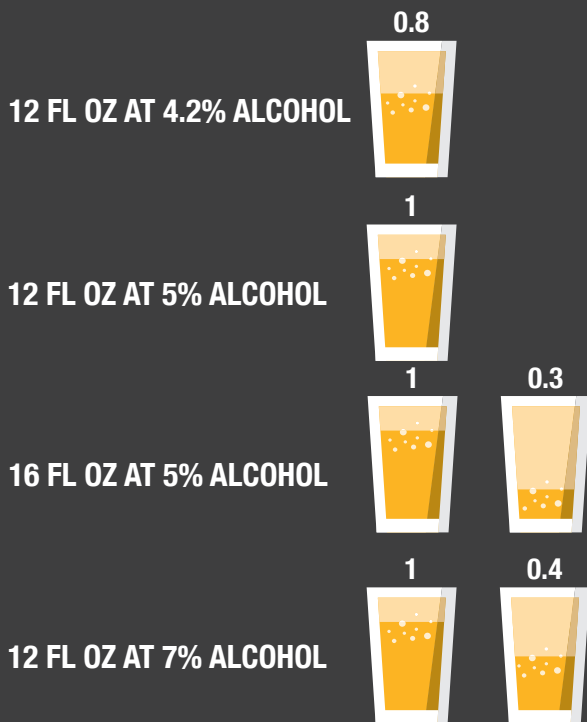 0.8
12 FL OZ AT 4.2% ALCOHOL
1
12 FL OZ AT 5% ALCOHOL
1 0.3
16 FL OZ AT 5% ALCOHOL
1 0.4
12 FL OZ AT 7% ALCOHOL